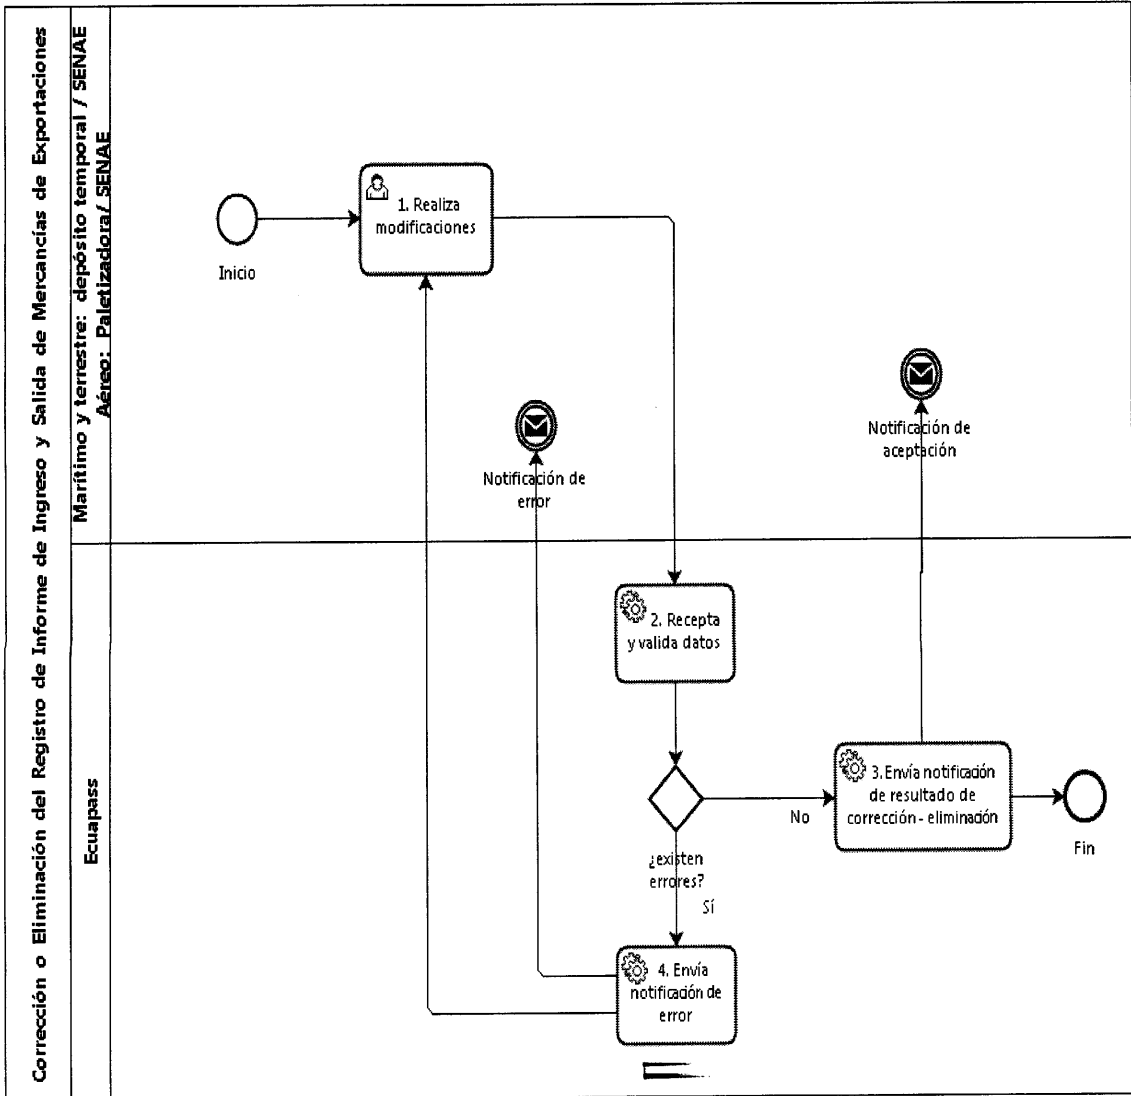 Corrección o Eliminación del Registro de Informe de Ingreso y Salida de Mercancías de Exportaciones
Marítimo y terrestre: depósito temporal / SENAE
Aéreo: Paletizadora/ SENAE
Inicio
1. Realiza
modificaciones
Notificación de
error
Notificación de
aceptación
Ecuapass
2. Recepta
y valida datos
¿existen
errores?
No
Sí
3. Envía notificación
de resultado de
corrección - eliminación
Fin
4. Envía
notificación de
error